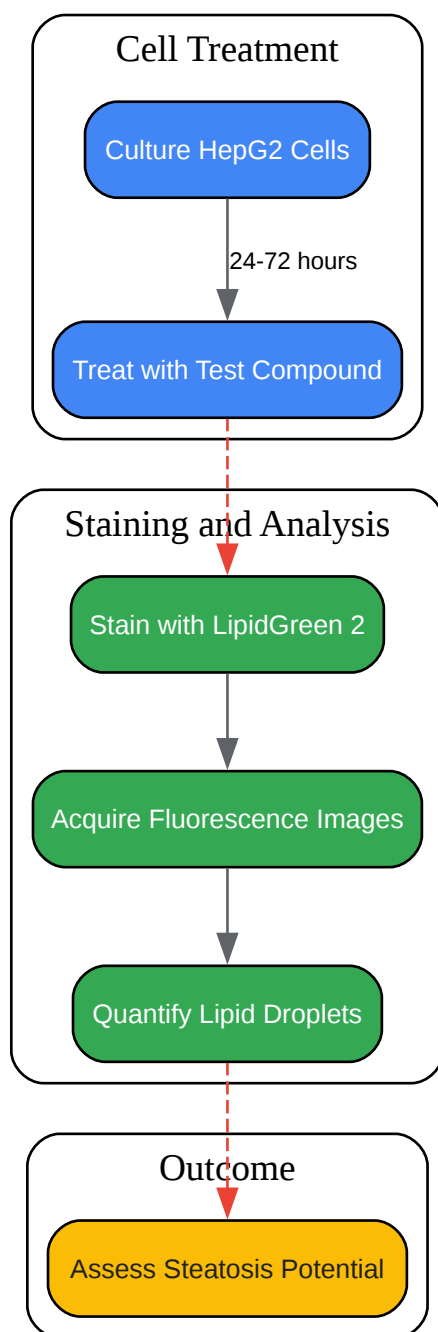 Cell Treatment
Culture HepG2 Cells
24-72 hours
Treat with Test Compound
Staining and Analysis
Stain with LipidGreen 2
Acquire Fluorescence Images
Quantify Lipid Droplets
Outcome
Assess Steatosis Potential